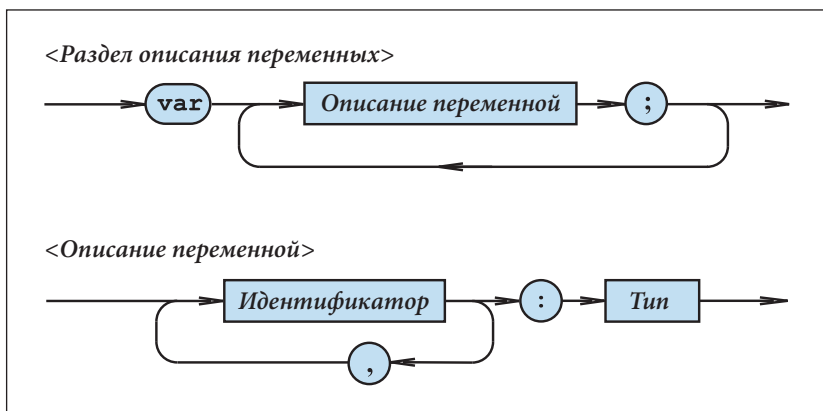 <Раздел описания переменных>
var Описание переменной ;
<Описание переменной>
Идентификатор : Тип
,